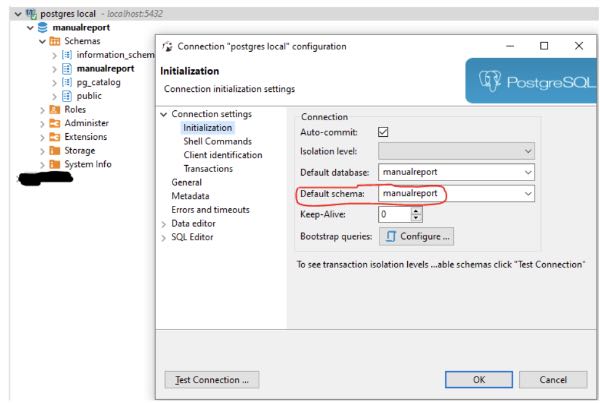 postgres local - localhost:5432
manualreport
Schemas
information_schem
manualreport
pg_catalog
public
Roles
Administer
Extensions
Storage
System Info
Connection "postgres local" configuration
Initialization
Connection initialization settings
PostgreSQL
Connection settings
Initialization
Shell Commands
Client identification
Transactions
General
Metadata
Errors and timeouts
Data editor
SQL Editor
Connection
Auto-commit:
Isolation level:
Default database: manualreport
Default schema: manualreport
Keep-Alive: 0
Bootstrap queries: Configure ...
To see transaction isolation levels ...able schemas click "Test Connection"
Test Connection ...
OK
Cancel